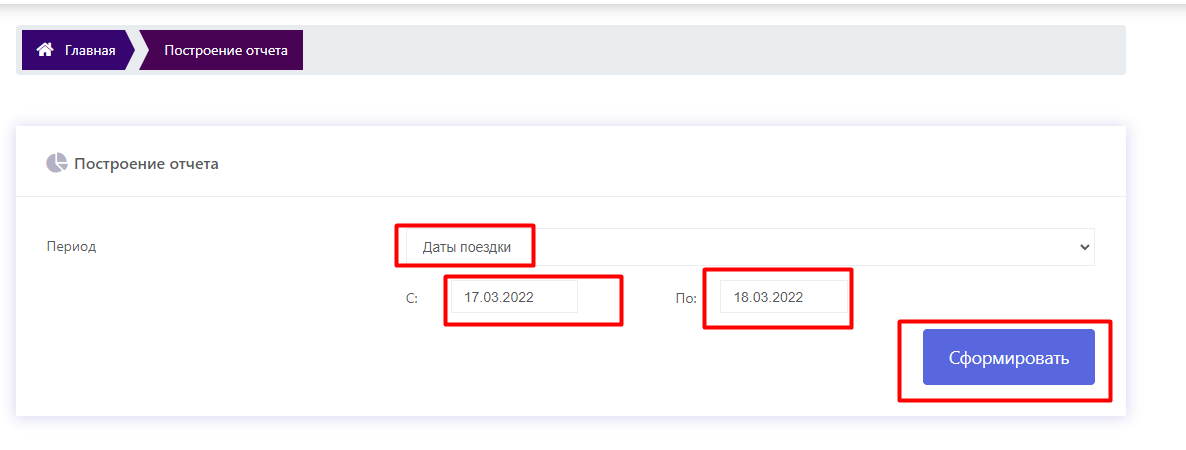 Главная Построение отчета
Построение отчета
Период Даты поездки
С: 17.03.2022 По: 18.03.2022
Сформировать